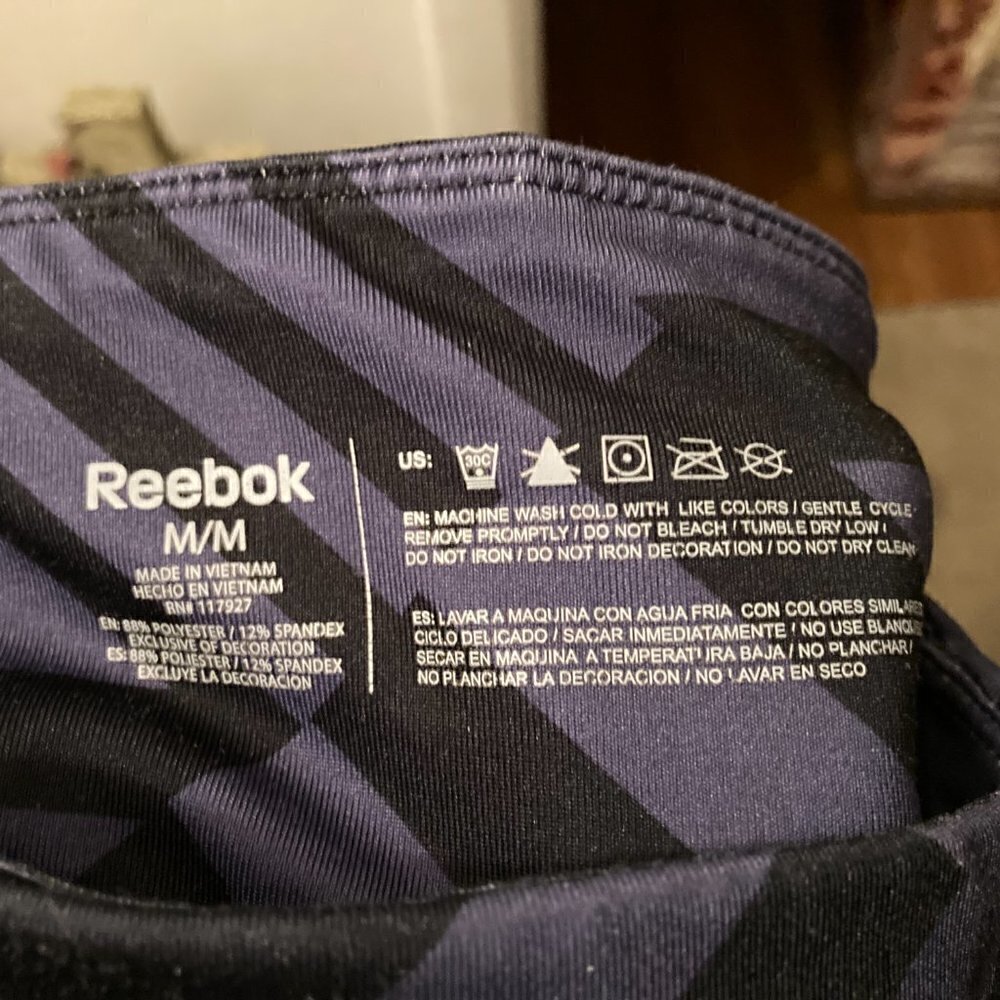 Reebok
M/M
MADE IN VIETNAM
HECHO EN VIETNAM
RN# 117927
EN: 88% POLYESTER / 12% SPANDEX
EXCLUSIVE OF DECORATION
ES: 88% POLIESTER / 12% SPANDEX
EXCLUYE LA DECORACION
US: 30C
EN: MACHINE WASH COLD WITH LIKE COLORS / GENTLE CYCLE
REMOVE PROMPTLY / DO NOT BLEACH / TUMBLE DRY LOW /
DO NOT IRON / DO NOT IRON DECORATION / DO NOT DRY CLEAN
ES: LAVAR A MAQUINA CON AGUA FRIA CON COLORES SIMILARES
CICLO DELICADO / SACAR INMEDIATAMENTE / NO USE
SECAR EN MAQUINA A TEMPERATURA BAJA / NO PLANCHAR /
NO PLANCHAR LA DECORACION / NO LAVAR EN SECO